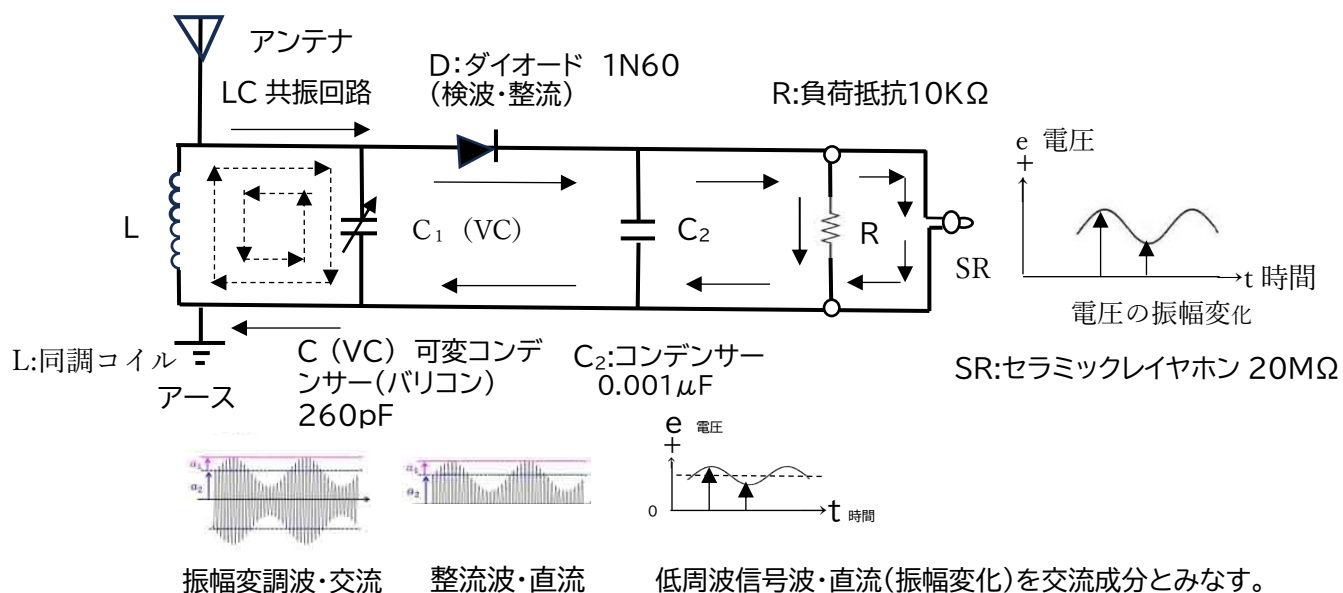 アンテナ
LC 共振回路
D:ダイオード 1N60
(検波・整流)
R:負荷抵抗10KΩ
e 電圧
+
L
C₁ (VC)
C₂
R
SR
t 時間
電圧の振幅変化
L:同調コイル
アース
C (VC) 可変コンデ
ンサー(バリコン)
260pF
C₂:コンデンサー
0.001μF
SR:セラミックレイヤホン 20MΩ
a₁
a₂
a₁
a₂
e 電圧
+
0
t 時間
振幅変調波・交流
整流波・直流
低周波信号波・直流(振幅変化)を交流成分とみなす。